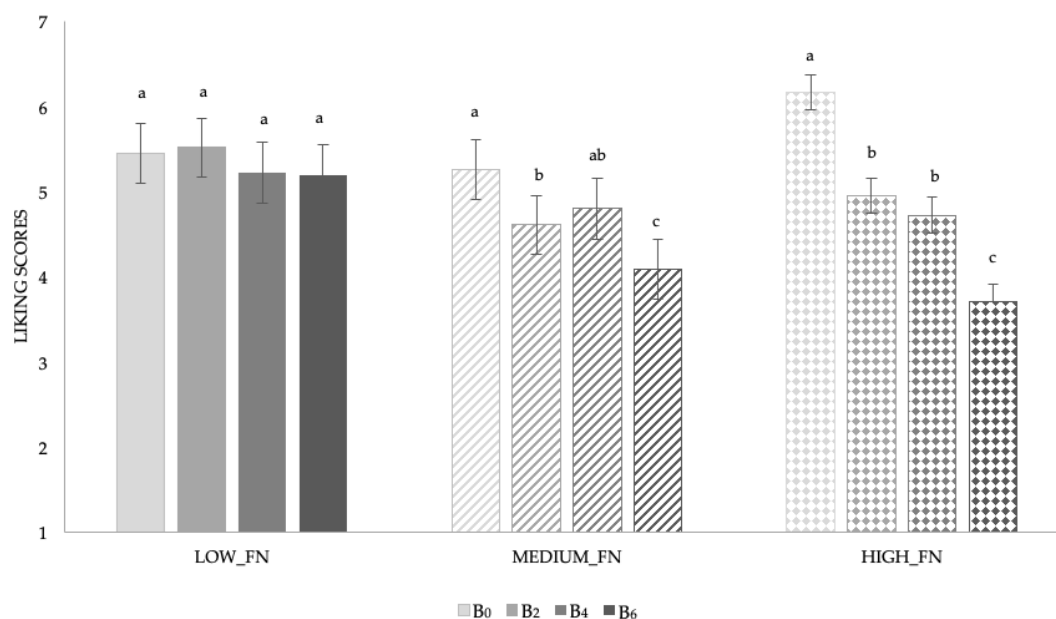 7
6
5
4
3
2
1
LIKING SCORES
a
a
a
a
a
b
ab
c
a
b
b
c
LOW_FN
MEDIUM_FN
HIGH_FN
B0 B2 B4 B6